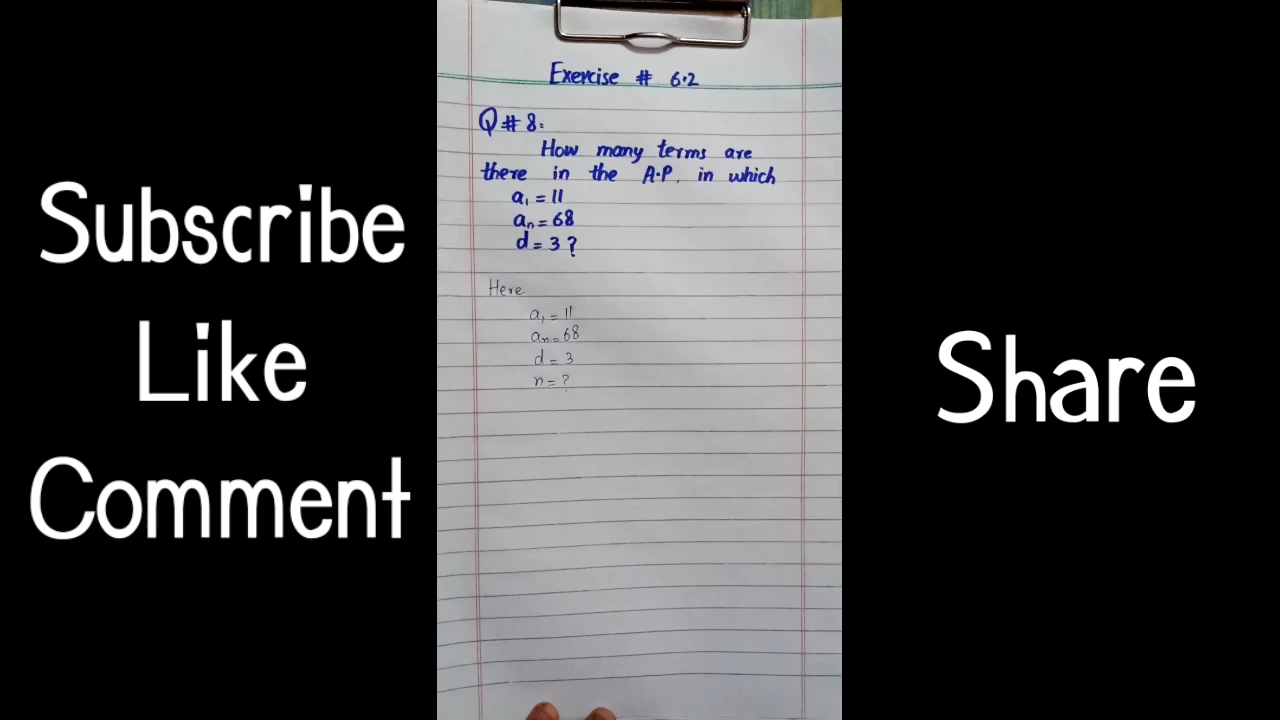 Subscribe
Like
Comment
Exercise # 6.2
Q # 8:
How many terms are
there in the A.P. in which
a₁ = 11
aₙ = 68
d = 3 ?
Here
a₁ = 11
aₙ = 68
d = 3
n = ?
Share